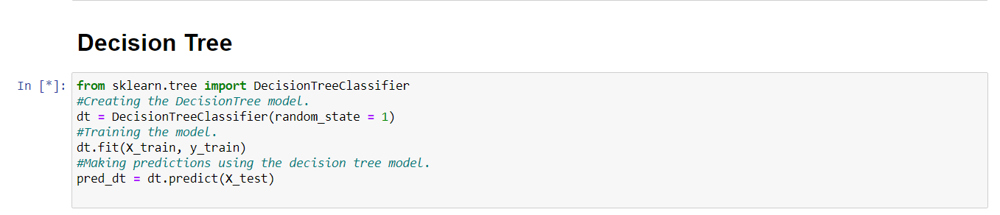 Decision Tree
In [*]: from sklearn.tree import DecisionTreeClassifier
#Creating the DecisionTree model.
dt = DecisionTreeClassifier(random_state = 1)
#Training the model.
dt.fit(X_train, y_train)
#Making predictions using the decision tree model.
pred_dt = dt.predict(X_test)